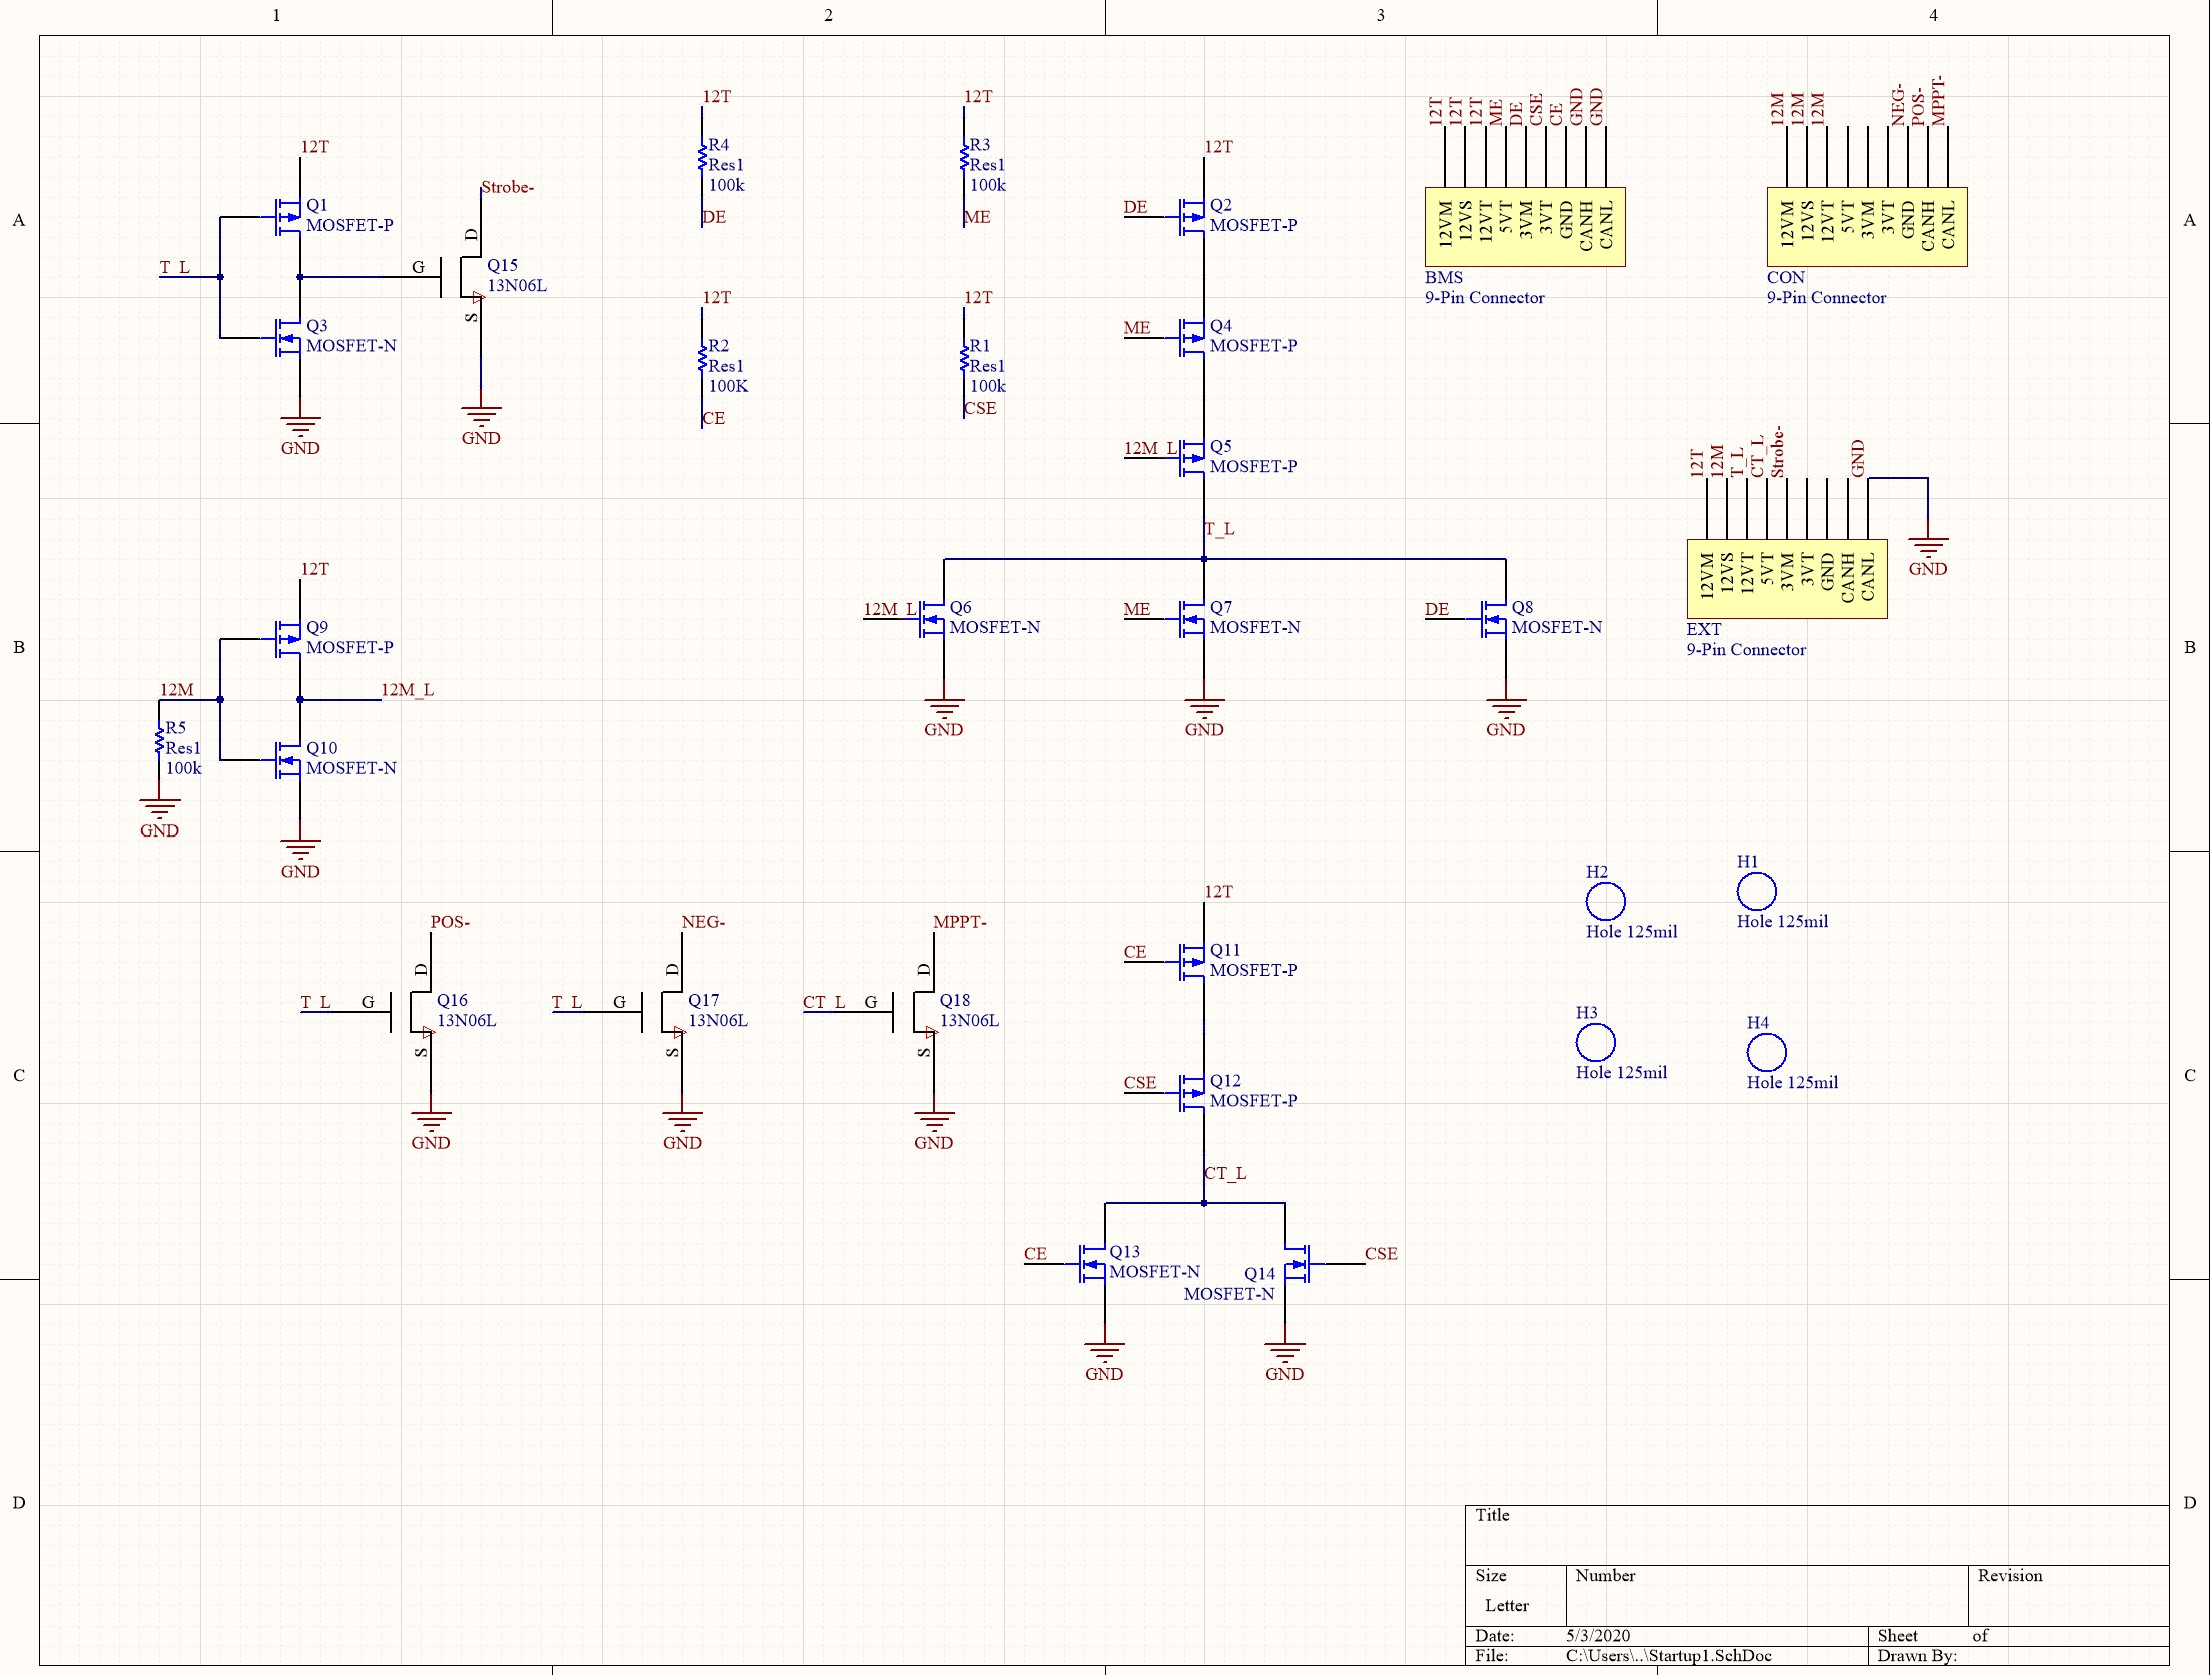 1
2
3
4
A
A
B
B
C
C
D
D
12T
Q1
MOSFET-P
T_L
Q3
MOSFET-N
GND
Strobe-
D
G
Q15
13N06L
S
GND
12T
R4
Res1
100k
DE
12T
R3
Res1
100k
ME
12T
R2
Res1
100K
CE
12T
R1
Res1
100k
CSE
12T
DE
Q2
MOSFET-P
ME
Q4
MOSFET-P
12M_L
Q5
MOSFET-P
T_L
12M_L
Q6
MOSFET-N
GND
ME
Q7
MOSFET-N
GND
DE
Q8
MOSFET-N
GND
12T
12T
12T
ME
DE
CSE
CE
GND
GND
12VM
12VS
12VT
5VT
3VM
3VT
GND
CANH
CANL
BMS
9-Pin Connector
12M
12M
12M
NEG-
POS-
MPPT-
12VM
12VS
12VT
5VT
3VM
3VT
GND
CANH
CANL
CON
9-Pin Connector
12T
12M
T_L
CT_L
Strobe-
GND
12VM
12VS
12VT
5VT
3VM
3VT
GND
CANH
CANL
GND
EXT
9-Pin Connector
12T
Q9
MOSFET-P
12M
12M_L
R5
Res1
100k
GND
Q10
MOSFET-N
GND
POS-
D
T_L
G
Q16
13N06L
S
GND
NEG-
D
T_L
G
Q17
13N06L
S
GND
MPPT-
D
CT_L
G
Q18
13N06L
S
GND
12T
CE
Q11
MOSFET-P
CSE
Q12
MOSFET-P
CT_L
CE
Q13
MOSFET-N
GND
CSE
Q14
MOSFET-N
GND
H2
Hole 125mil
H1
Hole 125mil
H3
Hole 125mil
H4
Hole 125mil
Title
Size
Number
Revision
Letter
Date: 5/3/2020 Sheet of
File: C:\Users\..\Startup1.SchDoc Drawn By: